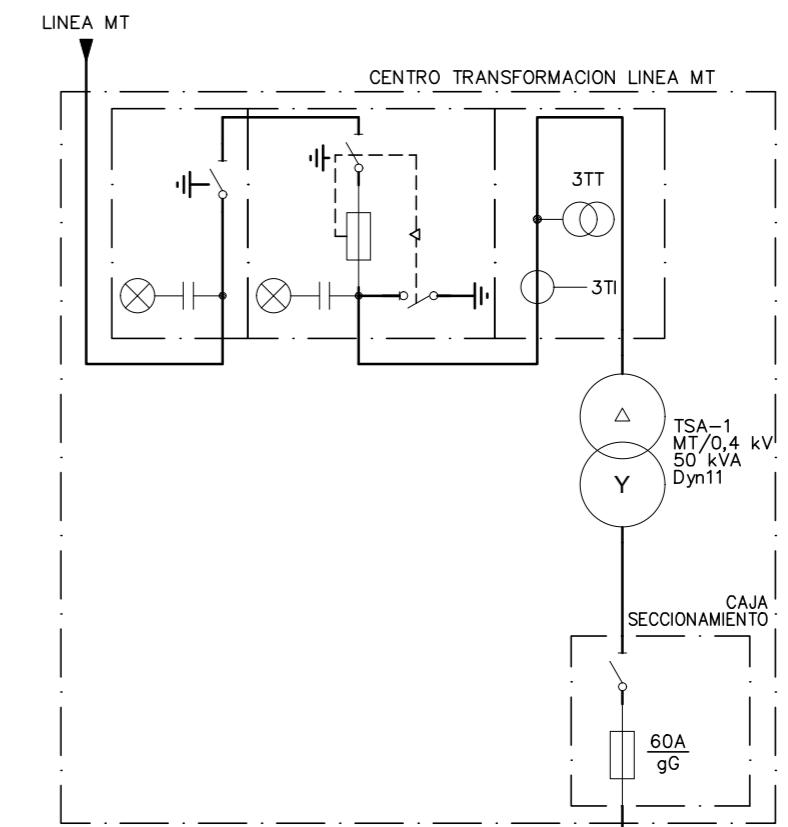 LINEA MT
CENTRO TRANSFORMACION LINEA MT
3TT
3TI
TSA-1
MT/0,4 kV
50 kVA
Dyn11
Y
CAJA
SECCIONAMIENTO
60A
gG